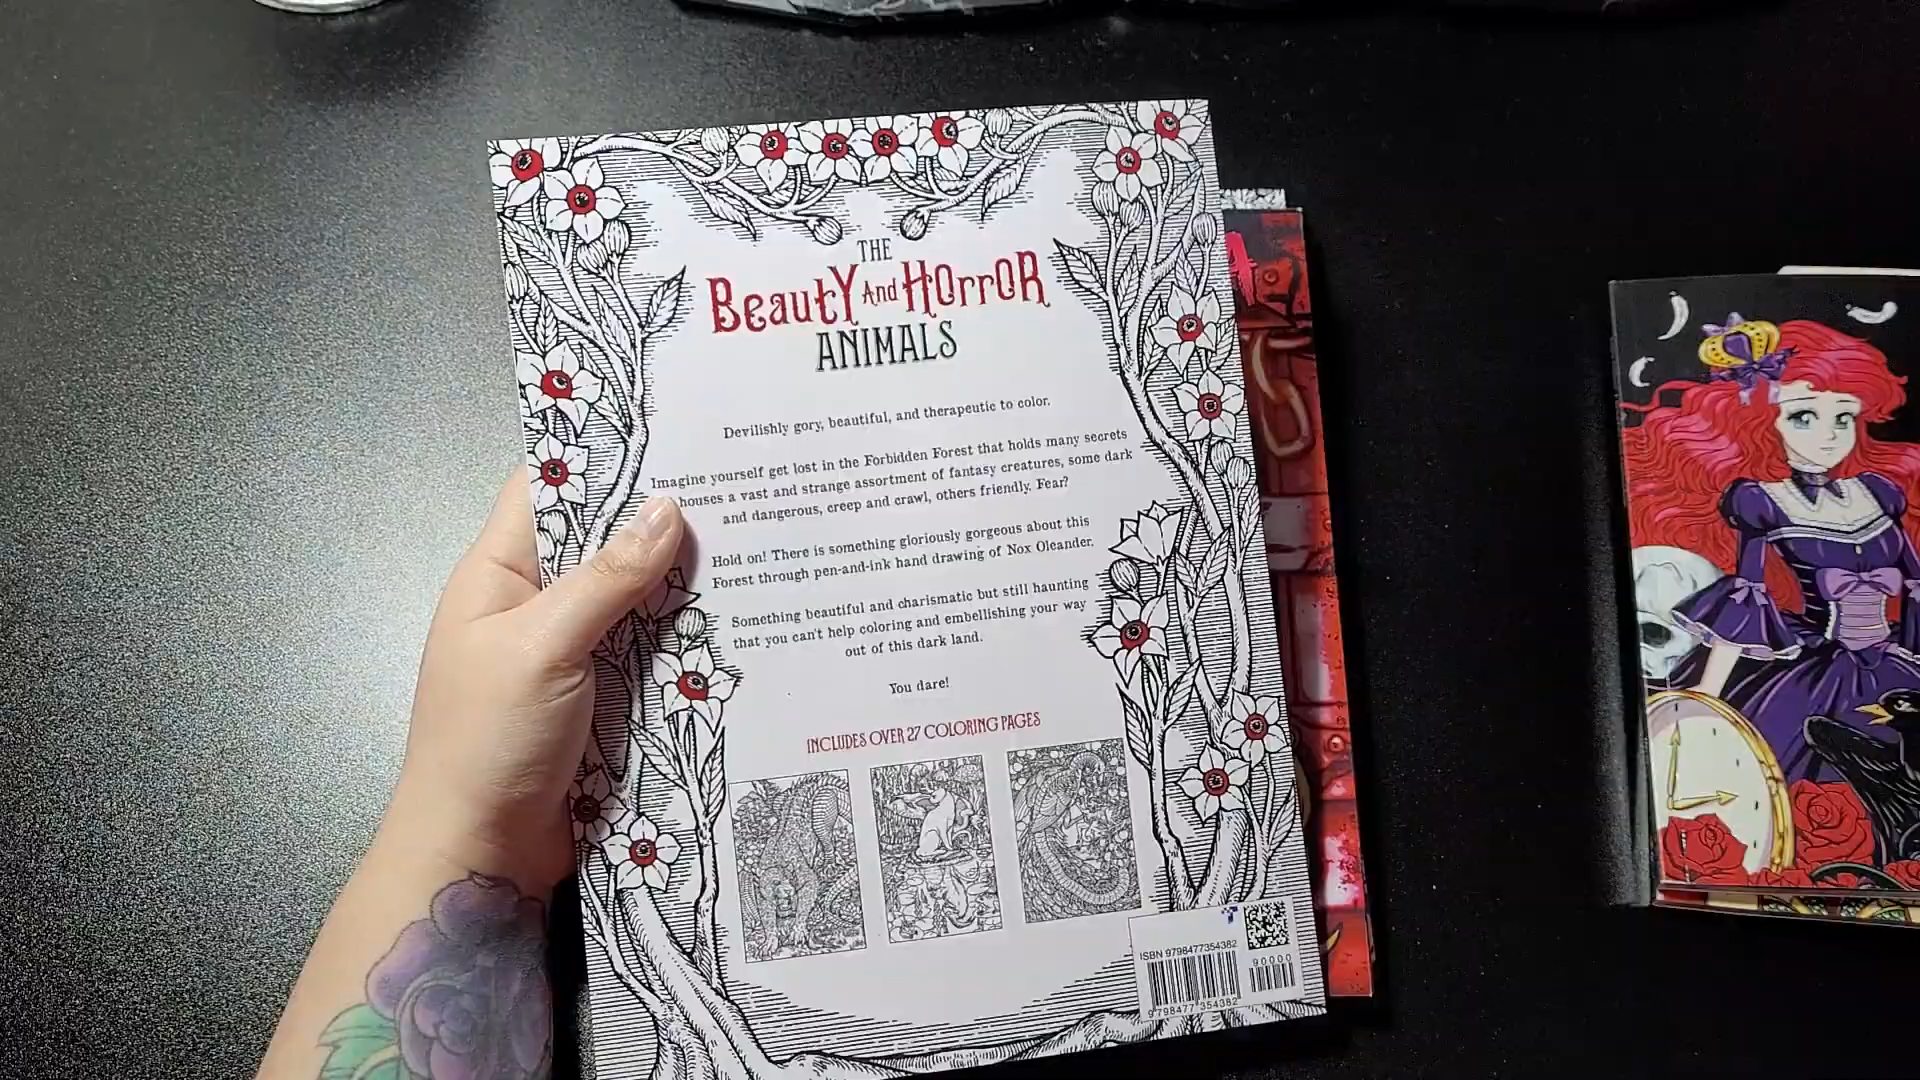 THE
BeautY And HOrroR
ANIMALS
Devilishly gory, beautiful, and therapeutic to color.
Imagine yourself get lost in the Forbidden Forest that holds many secrets
houses a vast and strange assortment of fantasy creatures, some dark
and dangerous, creep and crawl, others friendly. Fear?
Hold on! There is something gloriously gorgeous about this
Forest through pen-and-ink hand drawing of Nox Oleander.
Something beautiful and charismatic but still haunting
that you can't help coloring and embellishing your way
out of this dark land.
You dare!
INCLUDES OVER 27 COLORING PAGES
ISBN 9798477354382
90000
9 798477 354382